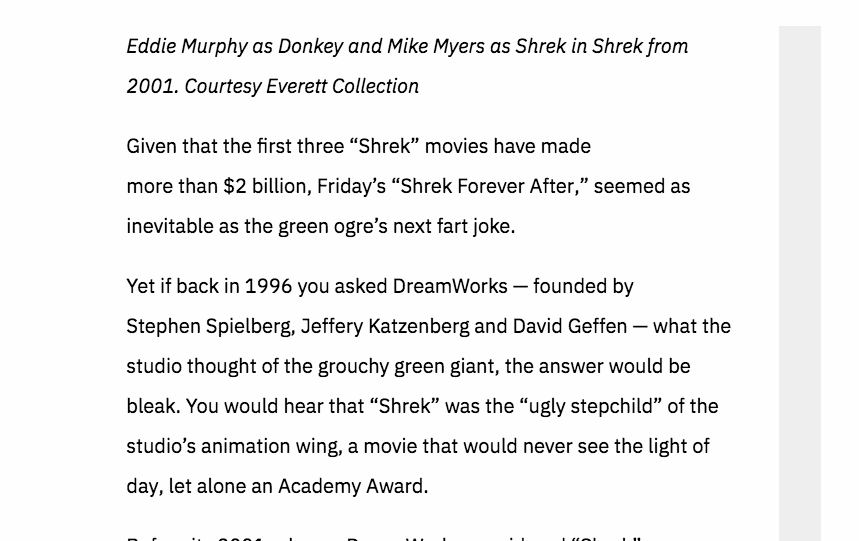 Eddie Murphy as Donkey and Mike Myers as Shrek in Shrek from
2001. Courtesy Everett Collection
Given that the first three “Shrek” movies have made
more than $2 billion, Friday’s “Shrek Forever After,” seemed as
inevitable as the green ogre’s next fart joke.
Yet if back in 1996 you asked DreamWorks — founded by
Stephen Spielberg, Jeffery Katzenberg and David Geffen — what the
studio thought of the grouchy green giant, the answer would be
bleak. You would hear that “Shrek” was the “ugly stepchild” of the
studio’s animation wing, a movie that would never see the light of
day, let alone an Academy Award.